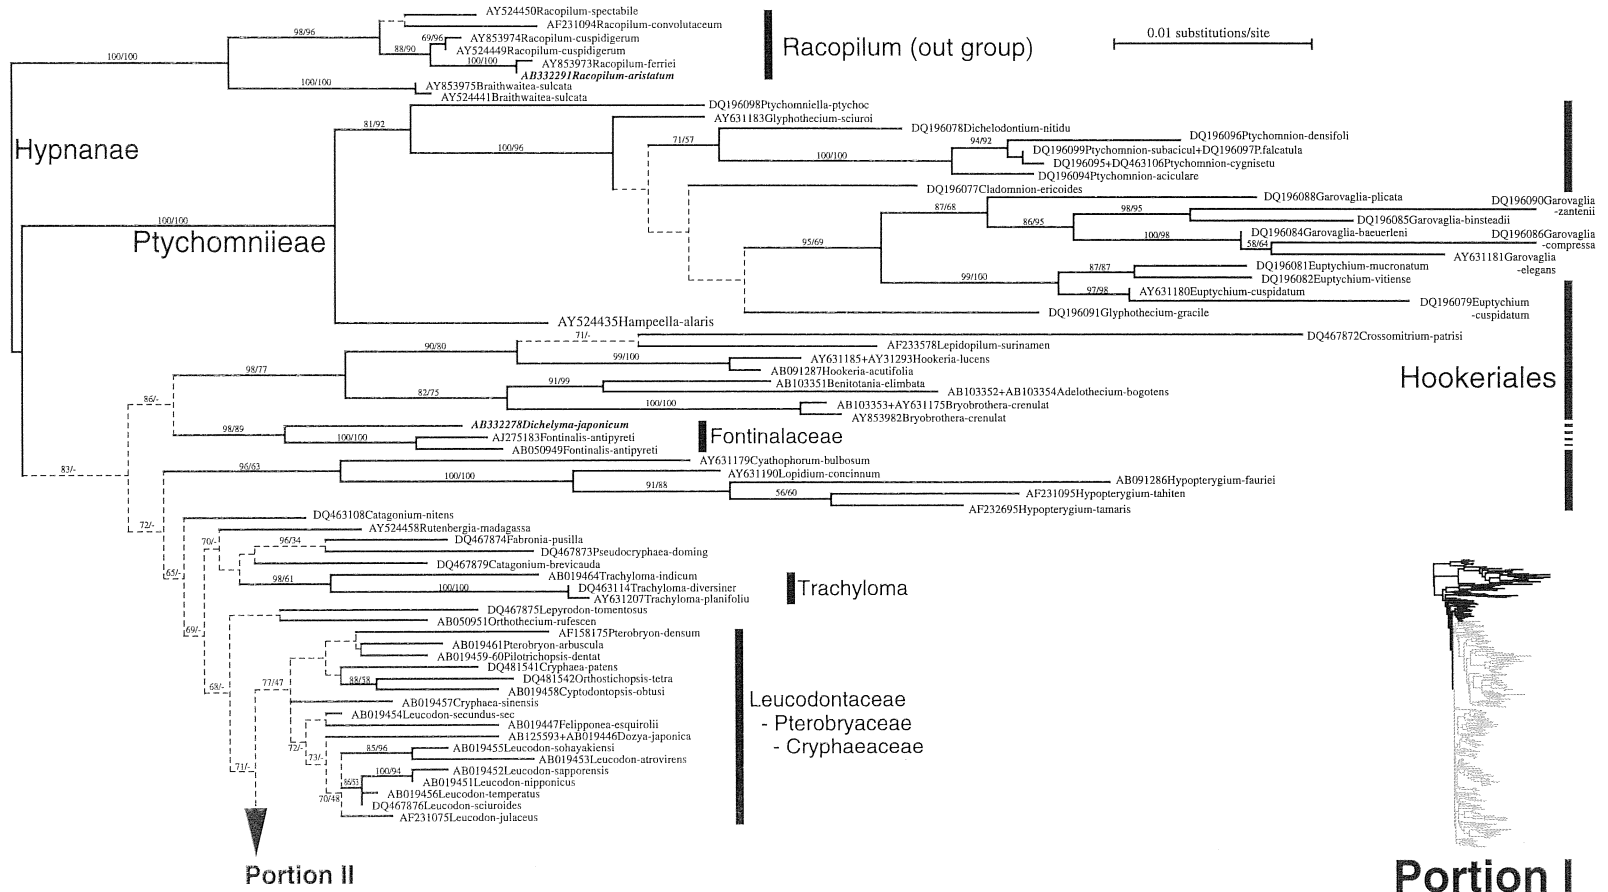 AY524450Racopilum-spectabile
AF231094Racopilum-convolutaceum
98/96
69/96
AY853974Racopilum-cuspidigerum
88/90
AY524449Racopilum-cuspidigerum
100/100
AY853973Racopilum-ferriei
AB332291Racopilum-aristatum
100/100
100/100
AY853975Braithwaitea-sulcata
AY524441Braithwaitea-sulcata
Racopilum (out group)
0.01 substitutions/site
Hypnanae
DQ196098Ptychomniella-ptychoc
AY631183Glyphothecium-sciuroi
81/92
DQ196078Dichelodontium-nitidu
71/57
94/92
DQ196096Ptychomnion-densifoli
100/96
100/100
DQ196099Ptychomnion-subacicul+DQ196097P.falcatula
DQ196095+DQ463106Ptychomnion-cygnisetu
DQ196094Ptychomnion-aciculare
DQ196077Cladomnion-ericoides
DQ196088Garovaglia-plicata
DQ196090Garovaglia
-zantenii
87/68
98/95
86/95
DQ196085Garovaglia-binsteadii
100/100
Ptychomniieae
100/98
DQ196084Garovaglia-baeuerleni
DQ196086Garovaglia
-compressa
95/69
58/64
AY631181Garovaglia
-elegans
87/87
DQ196081Euptychium-mucronatum
99/100
DQ196082Euptychium-vitiense
97/98
AY631180Euptychium-cuspidatum
DQ196079Euptychium
-cuspidatum
DQ196091Glyphothecium-gracile
AY524435Hampeella-alaris
71/-
DQ467872Crossomitrium-patrisi
90/80
AF233578Lepidopilum-surinamen
99/100
AY631185+AY31293Hookeria-lucens
98/77
AB091287Hookeria-acutifolia
91/99
AB103351Benitotania-elimbata
82/75
AB103352+AB103354Adelothecium-bogotens
Hookeriales
86/-
100/100
AB103353+AY631175Bryobrothera-crenulat
AY853982Bryobrothera-crenulat
98/89
AB332278Dichelyma-japonicum
100/100
AJ275183Fontinalis-antipyreti
AB050949Fontinalis-antipyreti
Fontinalaceae
83/-
96/63
AY631179Cyathophorum-bulbosum
100/100
AY631190Lopidium-concinnum
91/88
AB091286Hypopterygium-fauriei
56/60
AF231095Hypopterygium-tahiten
AF232695Hypopterygium-tamaris
72/-
DQ463108Catagonium-nitens
AY524458Rutenbergia-madagassa
70/-
96/34
DQ467874Fabronia-pusilla
DQ467873Pseudocryphaea-doming
DQ467879Catagonium-brevicauda
65/-
98/61
AB019464Trachyloma-indicum
100/100
DQ463114Trachyloma-diversiner
AY631207Trachyloma-planifoliu
Trachyloma
DQ467875Lepyrodon-tomentosus
AB050951Orthothecium-rufescen
69/-
AF158175Pterobryon-densum
AB019461Pterobryon-arbuscula
AB019459-60Pilotrichopsis-dentat
DQ481541Cryphaea-patens
77/47
88/58
DQ481542Orthostichopsis-tetra
68/-
AB019458Cyptodontopsis-obtusi
AB019457Cryphaea-sinensis
AB019454Leucodon-secundus-sec
AB019447Felipponea-esquirolii
AB125593+AB019446Dozya-japonica
Leucodontaceae
- Pterobryaceae
- Cryphaeaceae
72/-
85/96
AB019455Leucodon-sohayakiensi
73/-
AB019453Leucodon-atrovirens
71/-
100/94
AB019452Leucodon-sapporensis
86/53
AB019451Leucodon-nipponicus
AB019456Leucodon-temperatus
70/48
DQ467876Leucodon-sciuroides
AF231075Leucodon-julaceus
Portion II
Portion I